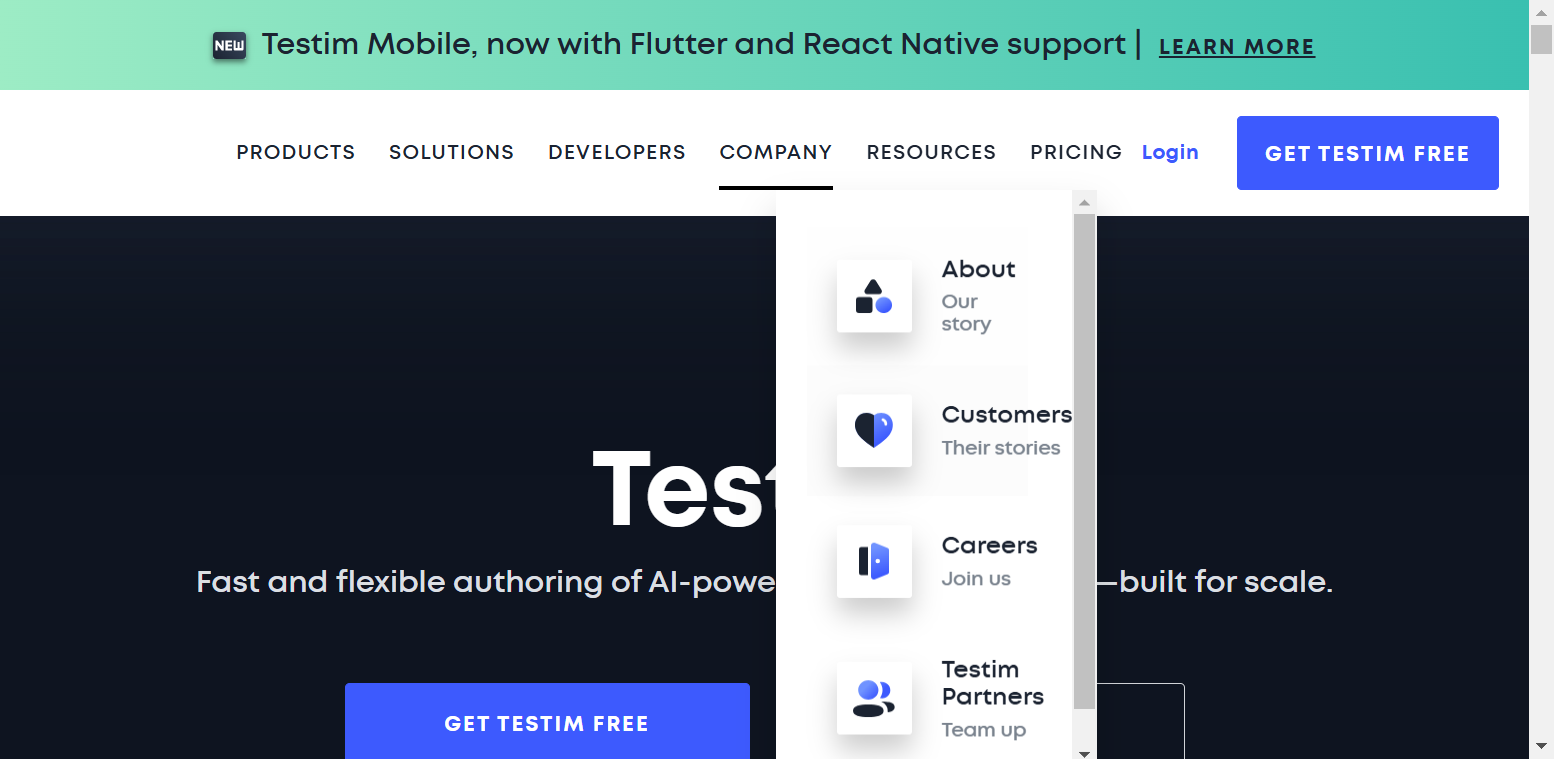 NEW Testim Mobile, now with Flutter and React Native support | LEARN MORE
PRODUCTS SOLUTIONS DEVELOPERS COMPANY RESOURCES PRICING Login GET TESTIM FREE
About
Our
story
Customers
Their stories
Careers
Join us
Testim
Partners
Team up
Fast and flexible authoring of AI-powe
—built for scale.
GET TESTIM FREE